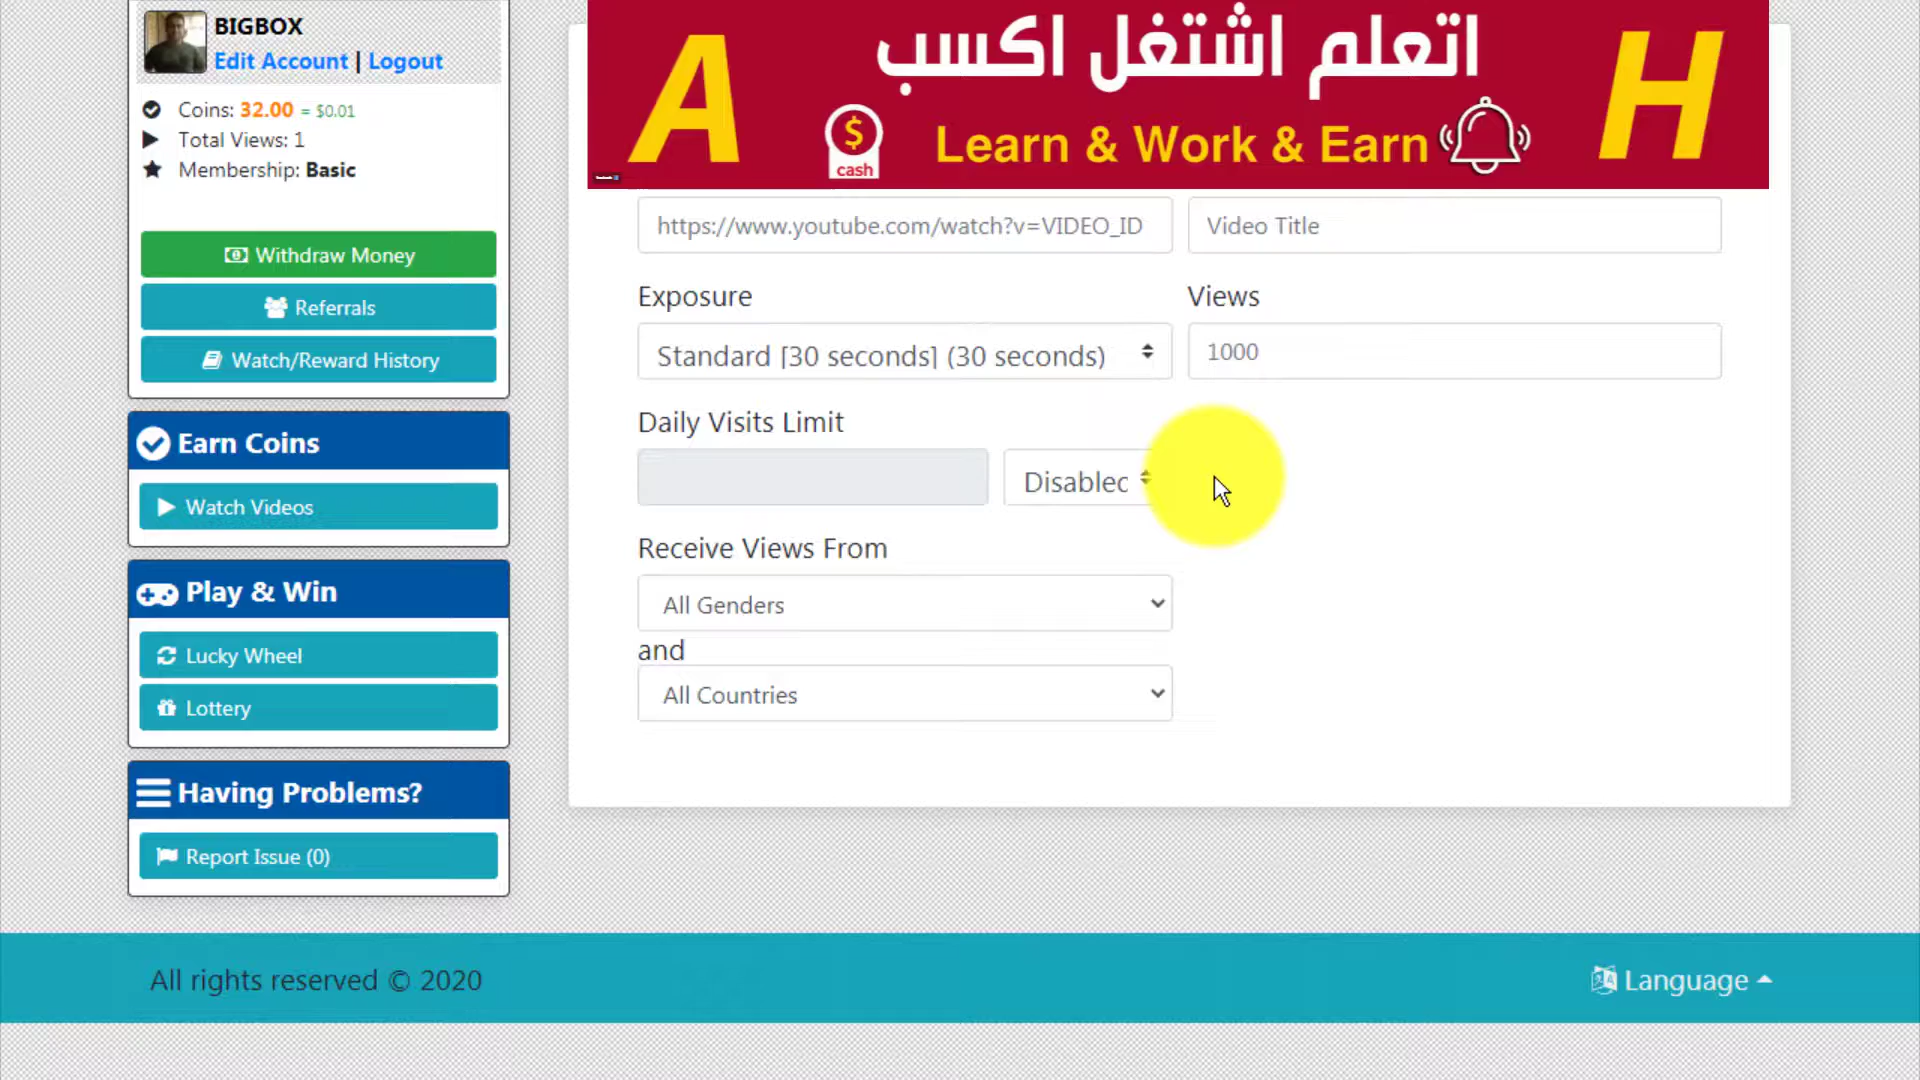 BIGBOX
Edit Account | Logout
Coins: 32.00 = $0.01
Total Views: 1
Membership: Basic
Withdraw Money
Referrals
Watch/Reward History
Earn Coins
Watch Videos
Play & Win
Lucky Wheel
Lottery
Having Problems?
Report Issue (0)
A
اتعلم اشتغل اكسب
$
cash
Learn & Work & Earn
H
https://www.youtube.com/watch?v=VIDEO_ID
Video Title
Exposure
Views
Standard [30 seconds] (30 seconds)
1000
Daily Visits Limit
Disabled
Receive Views From
All Genders
and
All Countries
All rights reserved © 2020
Language